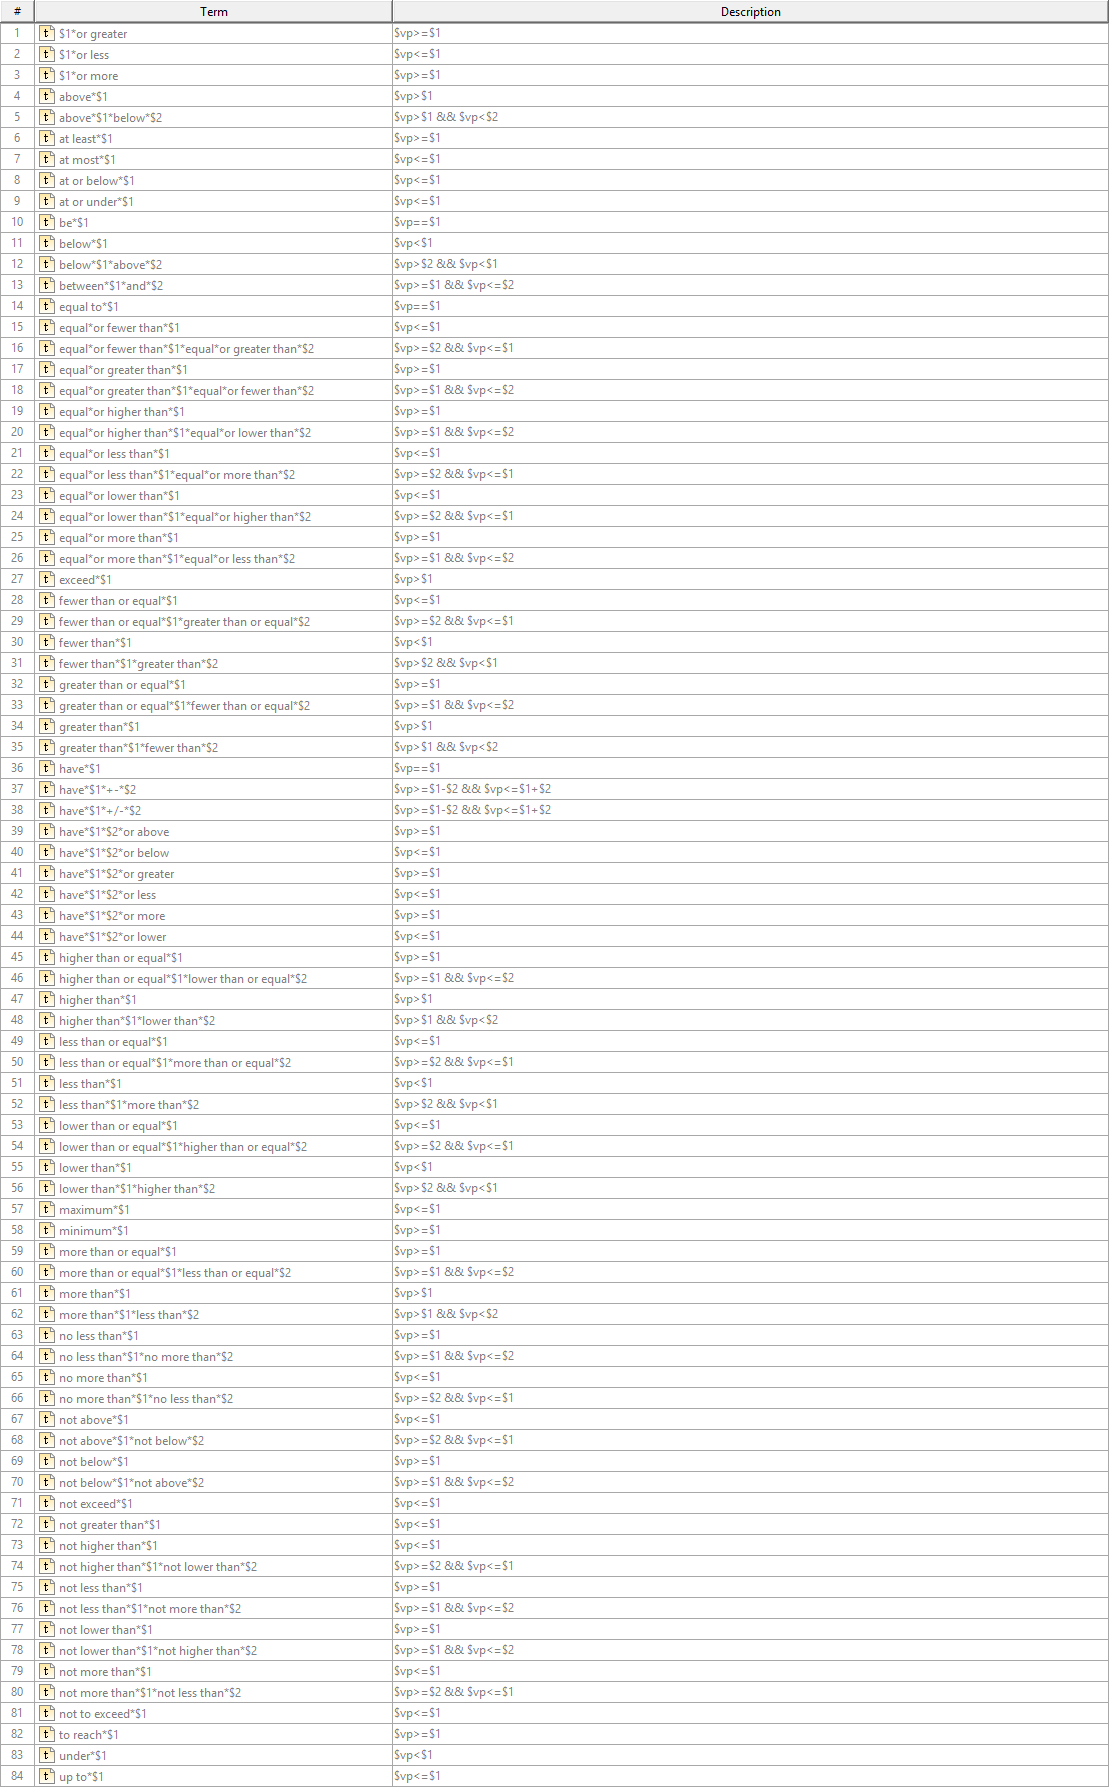 # Term Description
1 t $1*or greater $vp>=$1
2 t $1*or less $vp<=$1
3 t $1*or more $vp>=$1
4 t above*$1 $vp>$1
5 t above*$1*below*$2 $vp>$1 && $vp<$2
6 t at least*$1 $vp>=$1
7 t at most*$1 $vp<=$1
8 t at or below*$1 $vp<=$1
9 t at or under*$1 $vp<=$1
10 t be*$1 $vp==$1
11 t below*$1 $vp<$1
12 t below*$1*above*$2 $vp>$2 && $vp<$1
13 t between*$1*and*$2 $vp>=$1 && $vp<=$2
14 t equal to*$1 $vp==$1
15 t equal*or fewer than*$1 $vp<=$1
16 t equal*or fewer than*$1*equal*or greater than*$2 $vp>=$2 && $vp<=$1
17 t equal*or greater than*$1 $vp>=$1
18 t equal*or greater than*$1*equal*or fewer than*$2 $vp>=$1 && $vp<=$2
19 t equal*or higher than*$1 $vp>=$1
20 t equal*or higher than*$1*equal*or lower than*$2 $vp>=$1 && $vp<=$2
21 t equal*or less than*$1 $vp<=$1
22 t equal*or less than*$1*equal*or more than*$2 $vp>=$2 && $vp<=$1
23 t equal*or lower than*$1 $vp<=$1
24 t equal*or lower than*$1*equal*or higher than*$2 $vp>=$2 && $vp<=$1
25 t equal*or more than*$1 $vp>=$1
26 t equal*or more than*$1*equal*or less than*$2 $vp>=$1 && $vp<=$2
27 t exceed*$1 $vp>$1
28 t fewer than or equal*$1 $vp<=$1
29 t fewer than or equal*$1*greater than or equal*$2 $vp>=$2 && $vp<=$1
30 t fewer than*$1 $vp<$1
31 t fewer than*$1*greater than*$2 $vp>$2 && $vp<$1
32 t greater than or equal*$1 $vp>=$1
33 t greater than or equal*$1*fewer than or equal*$2 $vp>=$1 && $vp<=$2
34 t greater than*$1 $vp>$1
35 t greater than*$1*fewer than*$2 $vp>$1 && $vp<$2
36 t have*$1 $vp==$1
37 t have*$1*+-*$2 $vp>=$1-$2 && $vp<=$1+$2
38 t have*$1*+/-*$2 $vp>=$1-$2 && $vp<=$1+$2
39 t have*$1*$2*or above $vp>=$1
40 t have*$1*$2*or below $vp<=$1
41 t have*$1*$2*or greater $vp>=$1
42 t have*$1*$2*or less $vp<=$1
43 t have*$1*$2*or more $vp>=$1
44 t have*$1*$2*or lower $vp<=$1
45 t higher than or equal*$1 $vp>=$1
46 t higher than or equal*$1*lower than or equal*$2 $vp>=$1 && $vp<=$2
47 t higher than*$1 $vp>$1
48 t higher than*$1*lower than*$2 $vp>$1 && $vp<$2
49 t less than or equal*$1 $vp<=$1
50 t less than or equal*$1*more than or equal*$2 $vp>=$2 && $vp<=$1
51 t less than*$1 $vp<$1
52 t less than*$1*more than*$2 $vp>$2 && $vp<$1
53 t lower than or equal*$1 $vp<=$1
54 t lower than or equal*$1*higher than or equal*$2 $vp>=$2 && $vp<=$1
55 t lower than*$1 $vp<$1
56 t lower than*$1*higher than*$2 $vp>$2 && $vp<$1
57 t maximum*$1 $vp<=$1
58 t minimum*$1 $vp>=$1
59 t more than or equal*$1 $vp>=$1
60 t more than or equal*$1*less than or equal*$2 $vp>=$1 && $vp<=$2
61 t more than*$1 $vp>$1
62 t more than*$1*less than*$2 $vp>$1 && $vp<$2
63 t no less than*$1 $vp>=$1
64 t no less than*$1*no more than*$2 $vp>=$1 && $vp<=$2
65 t no more than*$1 $vp<=$1
66 t no more than*$1*no less than*$2 $vp>=$2 && $vp<=$1
67 t not above*$1 $vp<=$1
68 t not above*$1*not below*$2 $vp>=$2 && $vp<=$1
69 t not below*$1 $vp>=$1
70 t not below*$1*not above*$2 $vp>=$1 && $vp<=$2
71 t not exceed*$1 $vp<=$1
72 t not greater than*$1 $vp<=$1
73 t not higher than*$1 $vp<=$1
74 t not higher than*$1*not lower than*$2 $vp>=$2 && $vp<=$1
75 t not less than*$1 $vp>=$1
76 t not less than*$1*not more than*$2 $vp>=$1 && $vp<=$2
77 t not lower than*$1 $vp>=$1
78 t not lower than*$1*not higher than*$2 $vp>=$1 && $vp<=$2
79 t not more than*$1 $vp<=$1
80 t not more than*$1*not less than*$2 $vp>=$2 && $vp<=$1
81 t not to exceed*$1 $vp<=$1
82 t to reach*$1 $vp>=$1
83 t under*$1 $vp<$1
84 t up to*$1 $vp<=$1